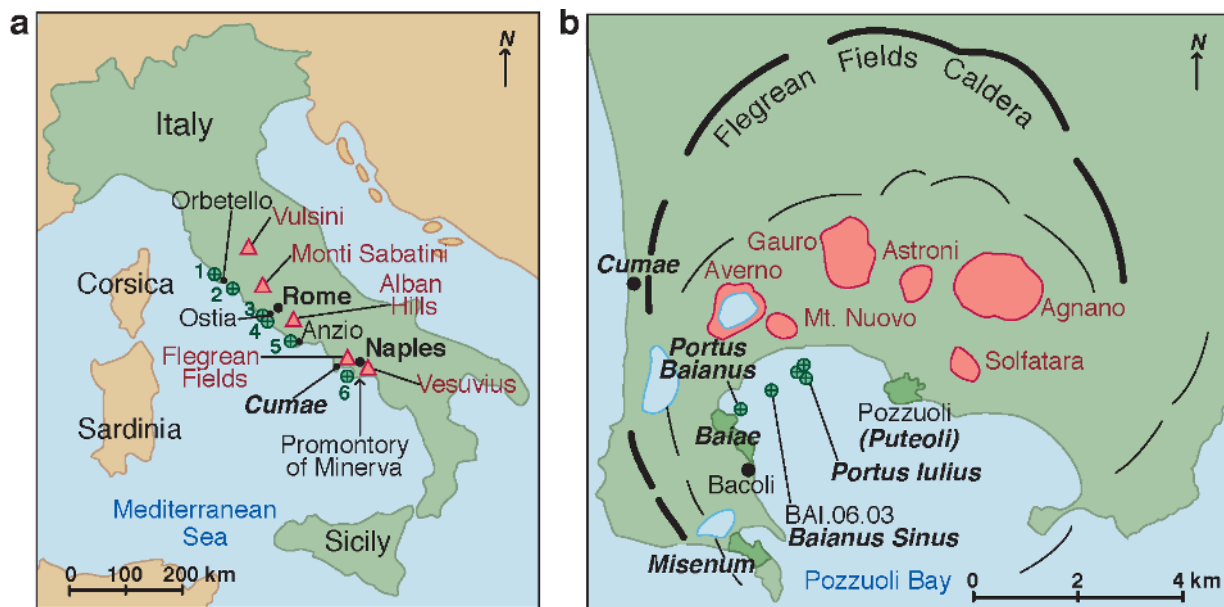 a
N
Italy
Orbetello
Vulsini
Monti Sabatini
Corsica
1
2
Rome
Alban
Hills
3
Ostia
4
Anzio
5
Flegrean
Fields
Naples
Cumae
6
Vesuvius
Sardinia
Promontory
of Minerva
Mediterranean
Sea
Sicily
0 100 200 km
b
N
Flegrean Fields Caldera
Gauro
Astroni
Cumae
Averno
Agnano
Mt. Nuovo
Portus
Baianus
Solfatara
Pozzuoli
(Puteoli)
Baiae
Portus Iulius
Bacoli
BAI.06.03
Baianus Sinus
Misenum
Pozzuoli Bay
0 2 4 km